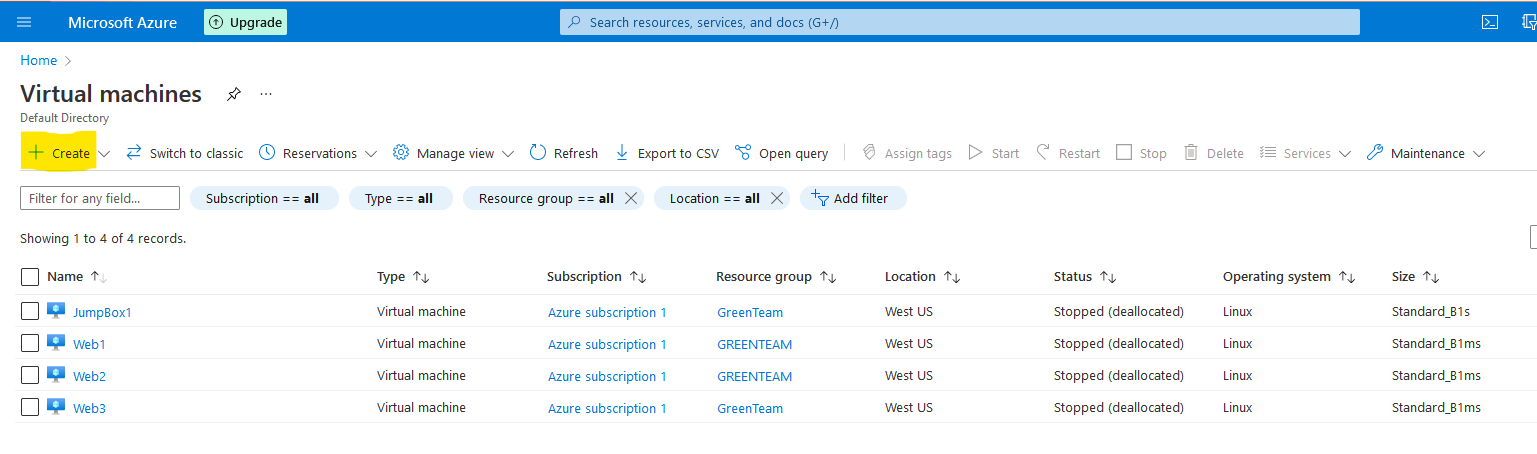 Microsoft Azure Upgrade Search resources, services, and docs (G+/)
Home
Virtual machines ...
Default Directory
Create Switch to classic Reservations Manage view Refresh Export to CSV Open query Assign tags Start Restart Stop Delete Services Maintenance
Filter for any field... Subscription == all Type == all Resource group == all Location == all Add filter
Showing 1 to 4 of 4 records.
Name Type Subscription Resource group Location Status Operating system Size
JumpBox1 Virtual machine Azure subscription 1 GreenTeam West US Stopped (deallocated) Linux Standard_B1s
Web1 Virtual machine Azure subscription 1 GREENTEAM West US Stopped (deallocated) Linux Standard_B1ms
Web2 Virtual machine Azure subscription 1 GREENTEAM West US Stopped (deallocated) Linux Standard_B1ms
Web3 Virtual machine Azure subscription 1 GreenTeam West US Stopped (deallocated) Linux Standard_B1ms